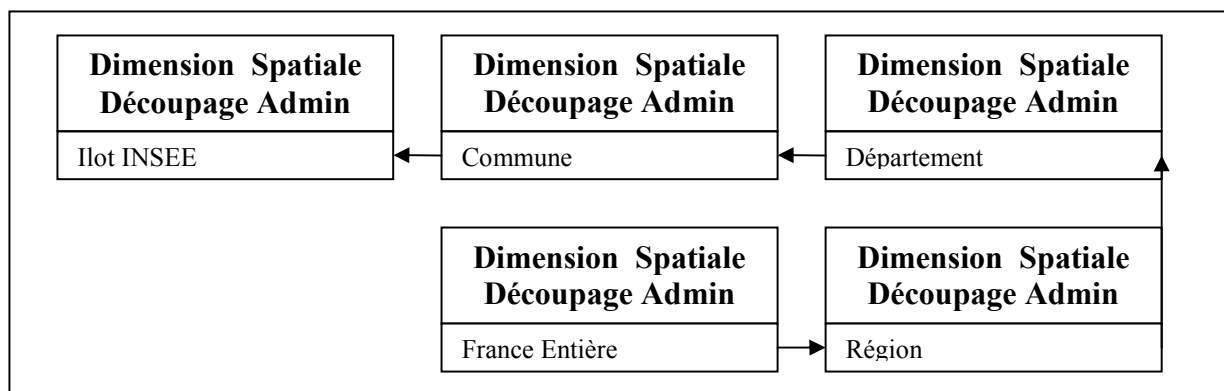 Dimension Spatiale
Découpage Admin
Ilot INSEE
Dimension Spatiale
Découpage Admin
Commune
Dimension Spatiale
Découpage Admin
Département
Dimension Spatiale
Découpage Admin
France Entière
Dimension Spatiale
Découpage Admin
Région